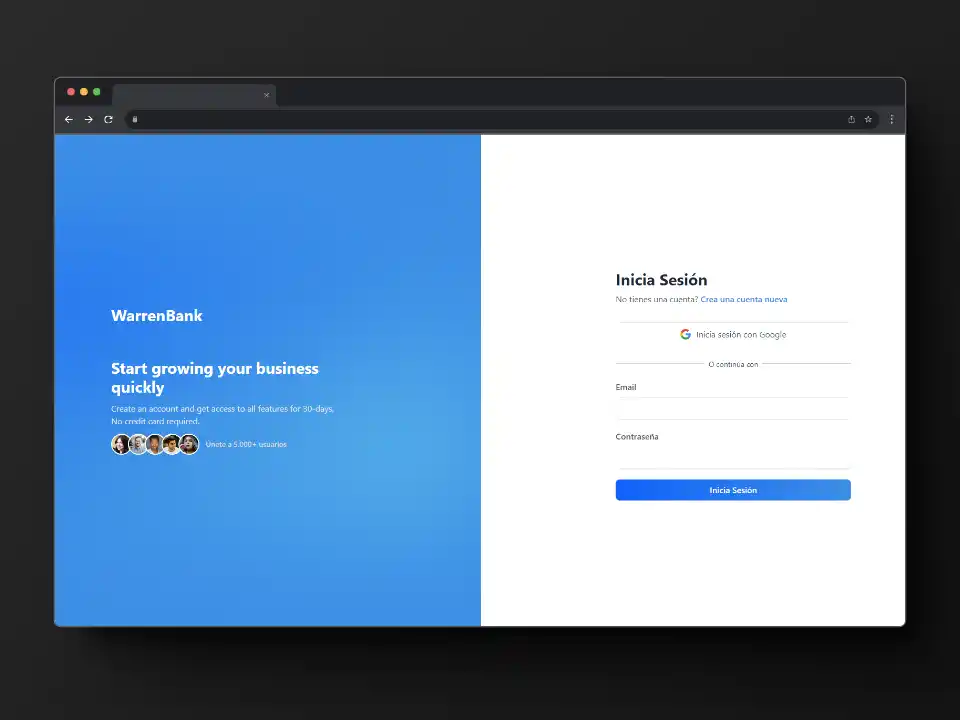 WarrenBank
Start growing your business
quickly
Create an account and get access to all features for 30-days,
No credit card required.
Únete a 5.000+ usuarios
Inicia Sesión
No tienes una cuenta? Crea una cuenta nueva
Inicia sesión con Google
O continúa con
Email
Contraseña
Inicia Sesión